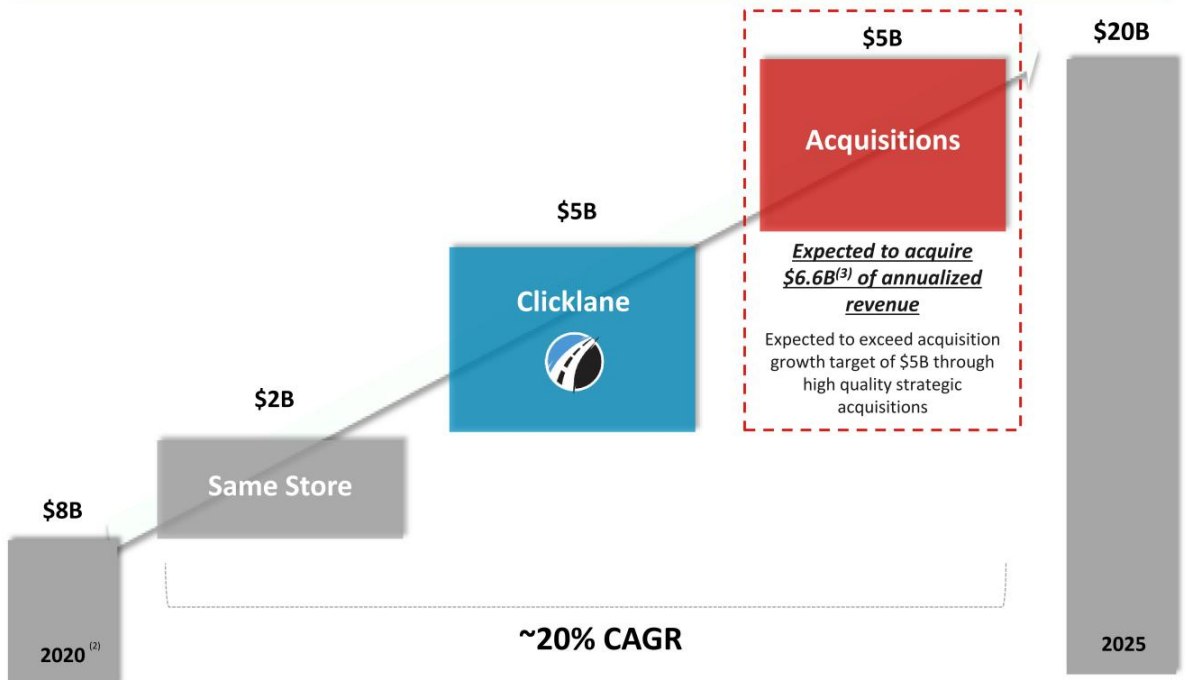 $8B
2020 (2)
$2B
Same Store
$5B
Clicklane
$5B
Acquisitions
Expected to acquire
$6.6B(3) of annualized
revenue
Expected to exceed acquisition
growth target of $5B through
high quality strategic
acquisitions
$20B
2025
~20% CAGR